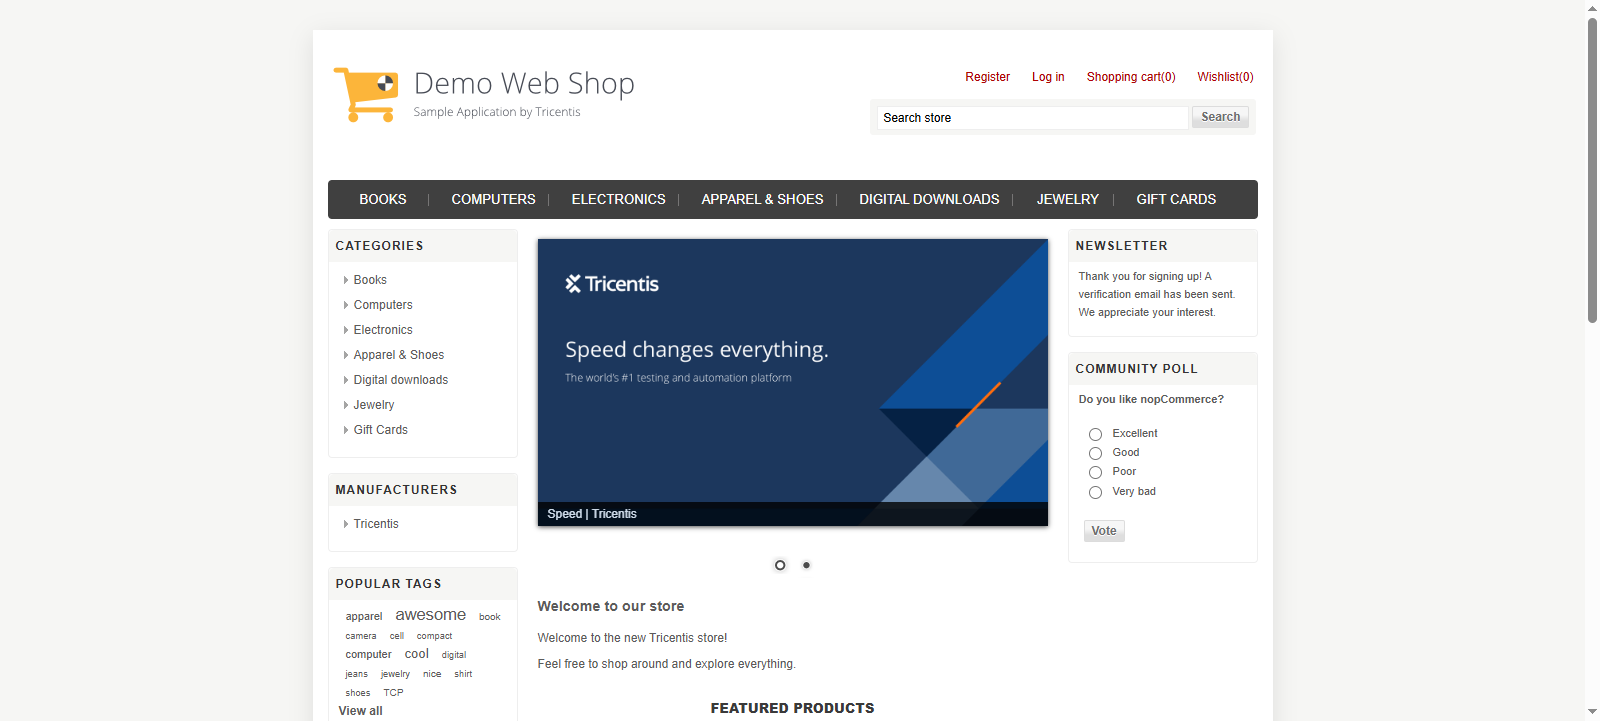 Demo Web Shop
Sample Application by Tricentis
Register Log in Shopping cart(0) Wishlist(0)
Search store Search
BOOKS COMPUTERS ELECTRONICS APPAREL & SHOES DIGITAL DOWNLOADS JEWELRY GIFT CARDS
CATEGORIES
Books
Computers
Electronics
Apparel & Shoes
Digital downloads
Jewelry
Gift Cards
MANUFACTURERS
Tricentis
POPULAR TAGS
apparel awesome book
camera cell compact
computer cool digital
jeans jewelry nice shirt
shoes TCP
View all
Tricentis
Speed changes everything.
The world's #1 testing and automation platform
Speed | Tricentis
Welcome to our store
Welcome to the new Tricentis store!
Feel free to shop around and explore everything.
FEATURED PRODUCTS
NEWSLETTER
Thank you for signing up! A
verification email has been sent.
We appreciate your interest.
COMMUNITY POLL
Do you like nopCommerce?
Excellent
Good
Poor
Very bad
Vote